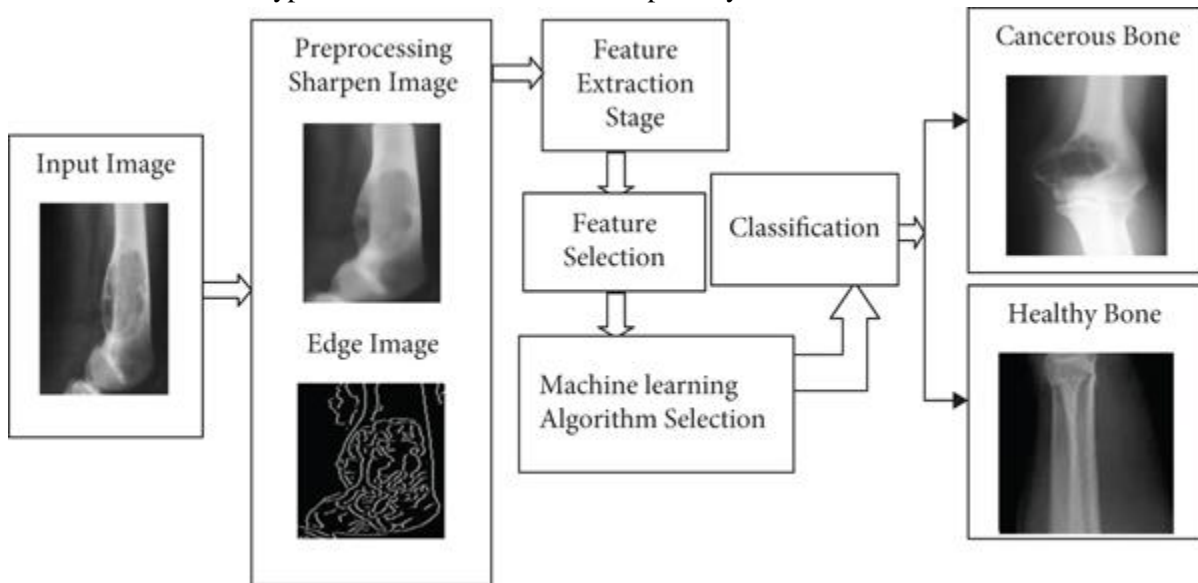 Input Image
Preprocessing
Sharpen Image
Edge Image
Feature
Extraction
Stage
Feature
Selection
Machine learning
Algorithm Selection
Classification
Cancerous Bone
Healthy Bone